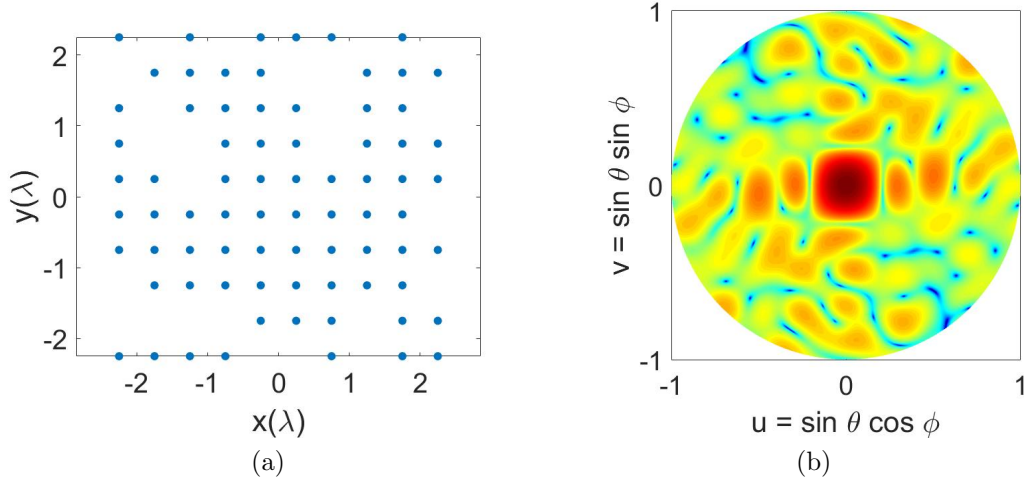 2
1
0
-1
-2
y(λ)
-2 -1 0 1 2
x(λ)
(a)
1
0
-1
v = sin θ sin ϕ
-1 0 1
u = sin θ cos ϕ
(b)